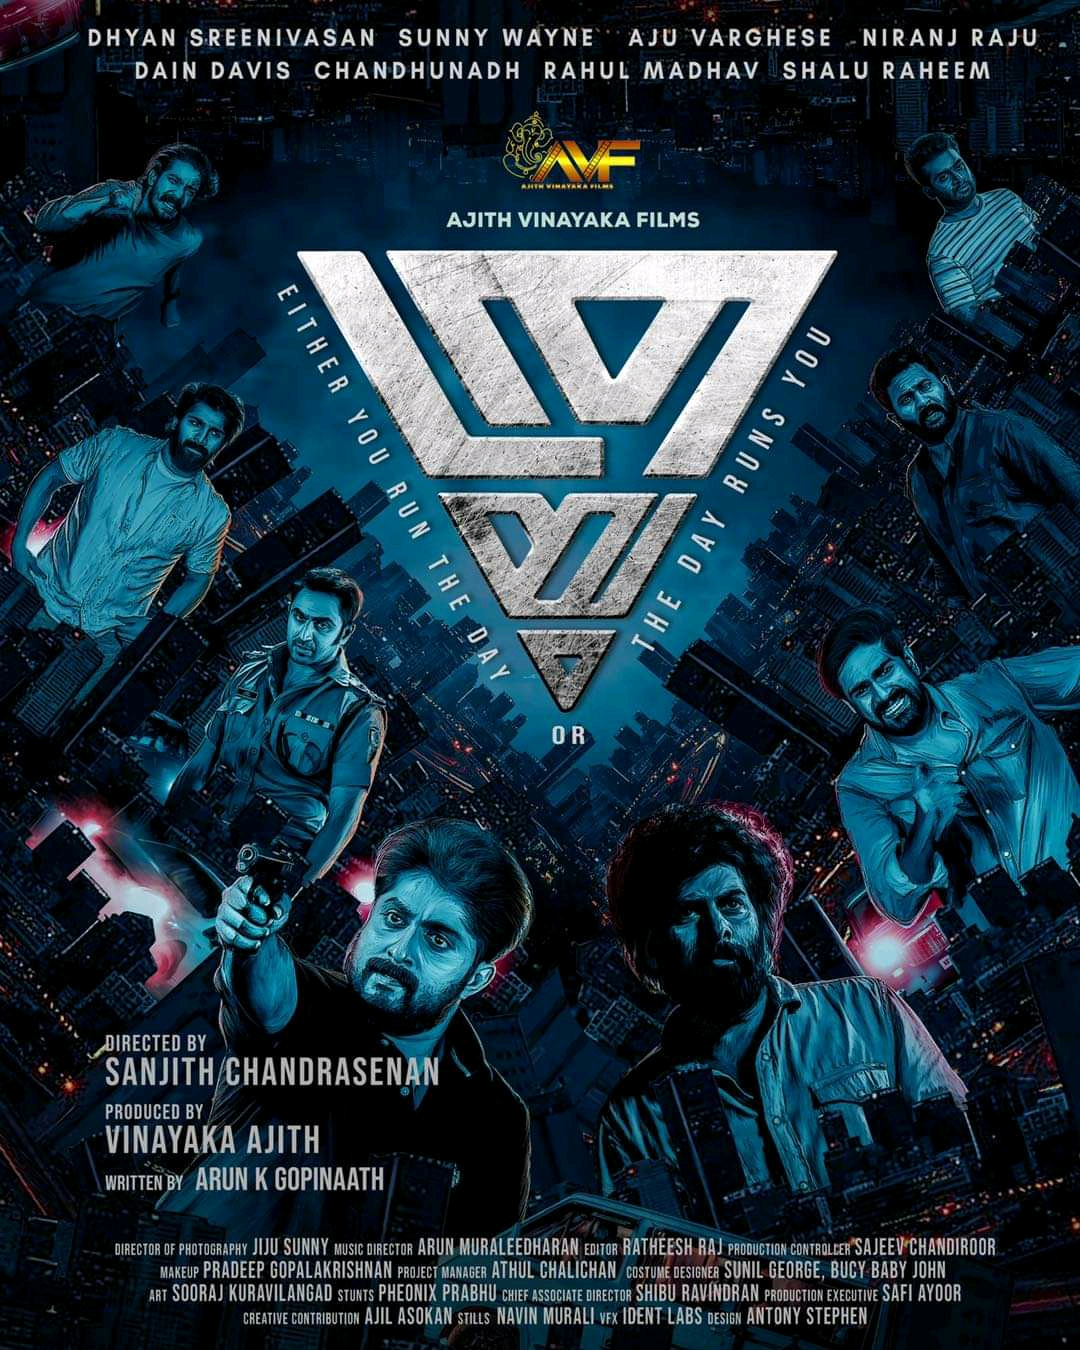 DHYAN SREENIVASAN SUNNY WAYNE AJU VARGHESE NIRANJ RAJU
DAIN DAVIS CHANDHUNADH RAHUL MADHAV SHALU RAHEEM
AVF
AJITH VINAYAKA FILMS
AJITH VINAYAKA FILMS
ത്രയം
EITHER YOU RUN THE DAY
OR
THE DAY RUNS YOU
DIRECTED BY
SANJITH CHANDRASENAN
PRODUCED BY
VINAYAKA AJITH
WRITTEN BY ARUN K GOPINAATH
DIRECTOR OF PHOTOGRAPHY JIJU SUNNY MUSIC DIRECTOR ARUN MURALEEDHARAN EDITOR RATHEESH RAJ PRODUCTION CONTROLLER SAJEEV CHANDIROOR
MAKEUP PRADEEP GOPALAKRISHNAN PROJECT MANAGER ATHUL CHALICHAN COSTUME DESIGNER SUNIL GEORGE, BUCY BABY JOHN
ART SOORAJ KURAVILANGAD STUNTS PHEONIX PRABHU CHIEF ASSOCIATE DIRECTOR SHIBU RAVINDRAN PRODUCTION EXECUTIVE SAFI AYOOR
CREATIVE CONTRIBUTION AJIL ASOKAN STILLS NAVIN MURALI VFX IDENT LABS DESIGN ANTONY STEPHEN